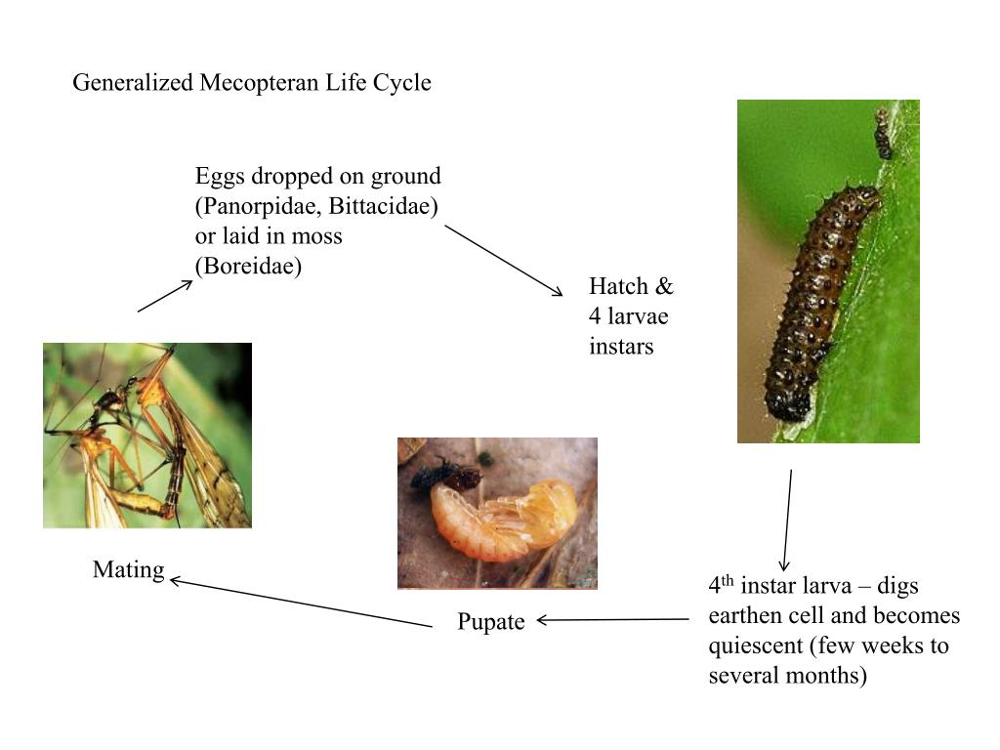 Generalized Mecopteran Life Cycle
Eggs dropped on ground
(Panorpidae, Bittacidae)
or laid in moss
(Boreidae)
Hatch &
4 larvae
instars
4th instar larva – digs
earthen cell and becomes
quiescent (few weeks to
several months)
Pupate
Mating